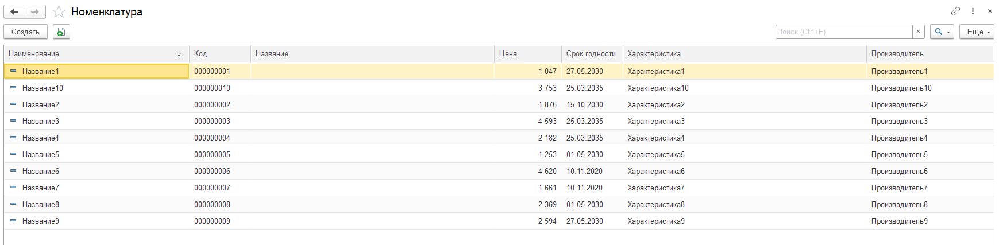 Номенклатура
Создать Поиск (Ctrl+F) × Еще
Наименование ↓ Код Название Цена Срок годности Характеристика Производитель
Название1 000000001 1 047 27.05.2030 Характеристика1 Производитель1
Название10 000000010 3 753 25.03.2035 Характеристика10 Производитель10
Название2 000000002 1 876 15.10.2030 Характеристика2 Производитель2
Название3 000000003 4 593 25.03.2035 Характеристика3 Производитель3
Название4 000000004 2 182 25.03.2035 Характеристика4 Производитель4
Название5 000000005 1 253 01.05.2030 Характеристика5 Производитель5
Название6 000000006 4 620 10.11.2020 Характеристика6 Производитель6
Название7 000000007 1 661 10.11.2020 Характеристика7 Производитель7
Название8 000000008 2 369 01.05.2030 Характеристика8 Производитель8
Название9 000000009 2 594 27.05.2030 Характеристика9 Производитель9